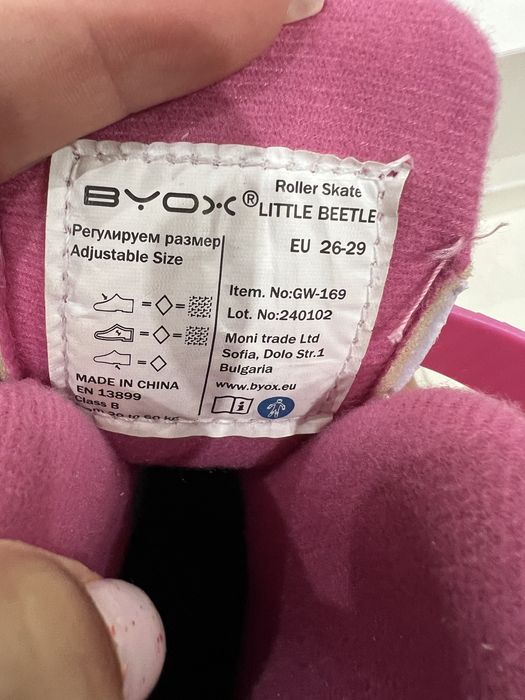 BYOX®
Roller Skate
LITTLE BEETLE
EU 26-29
Регулируем размер
Adjustable Size
Item. No:GW-169
Lot. No:240102
Moni trade Ltd
Sofia, Dolo Str.1
Bulgaria
www.byox.eu
MADE IN CHINA
EN 13899
Class B